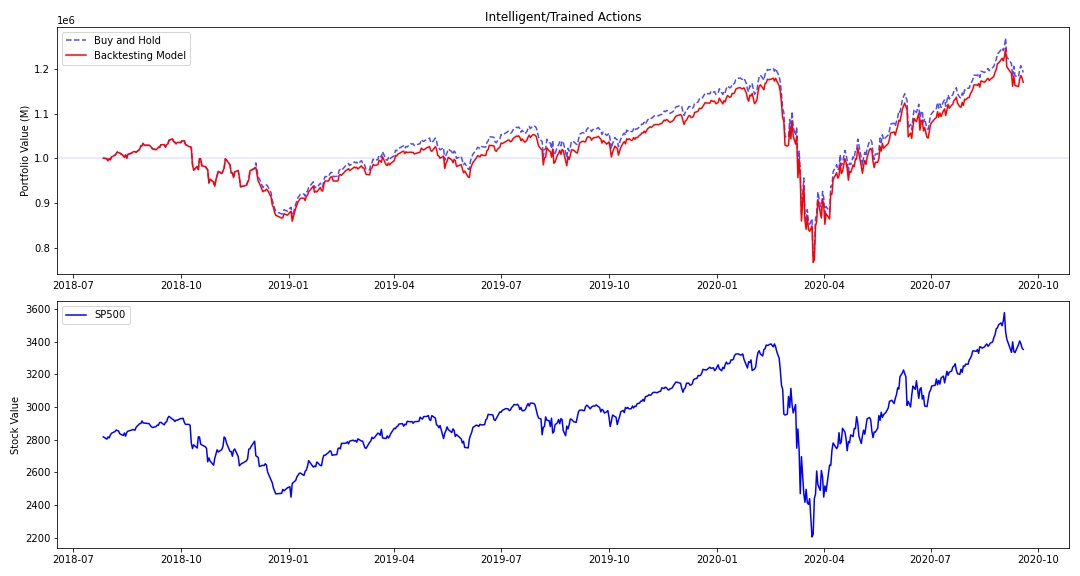 Intelligent/Trained Actions
1e6
Buy and Hold
Backtesting Model
Portfolio Value (M)
1.2
1.1
1.0
0.9
0.8
2018-07 2018-10 2019-01 2019-04 2019-07 2019-10 2020-01 2020-04 2020-07 2020-10
SP500
Stock Value
3600
3400
3200
3000
2800
2600
2400
2200
2018-07 2018-10 2019-01 2019-04 2019-07 2019-10 2020-01 2020-04 2020-07 2020-10